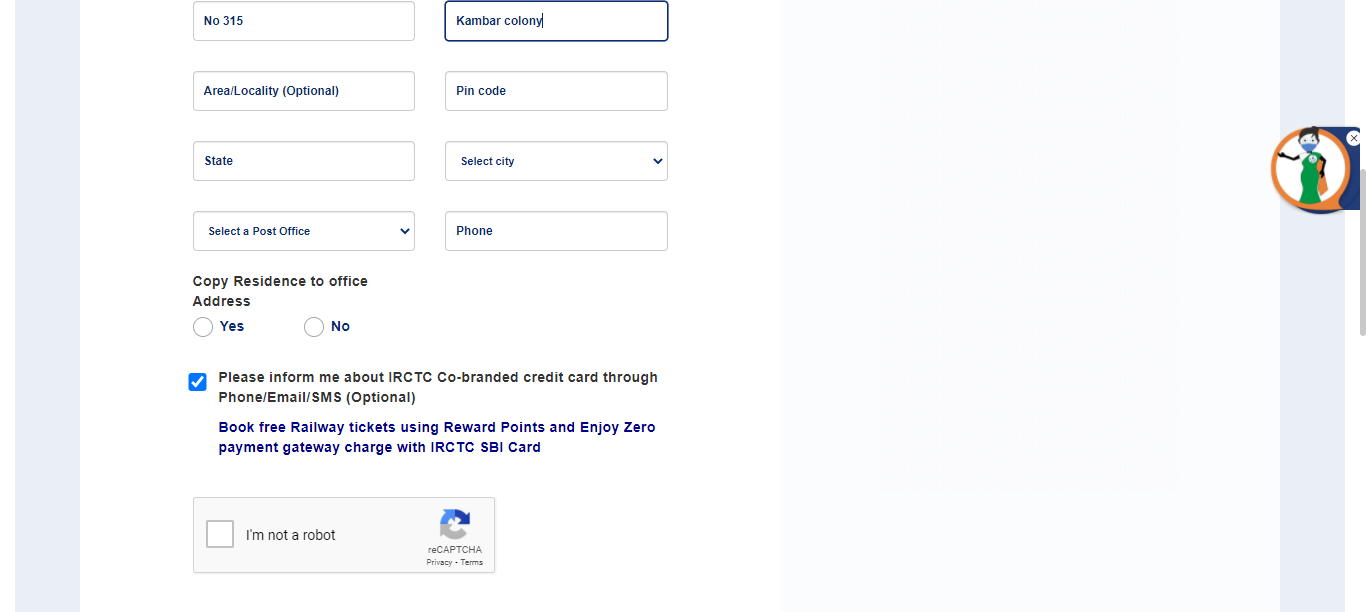 No 315
Kambar colony
Area/Locality (Optional)
Pin code
State
Select city
Select a Post Office
Phone
Copy Residence to office
Address
Yes
No
Please inform me about IRCTC Co-branded credit card through
Phone/Email/SMS (Optional)
Book free Railway tickets using Reward Points and Enjoy Zero
payment gateway charge with IRCTC SBI Card
I'm not a robot
reCAPTCHA
Privacy - Terms